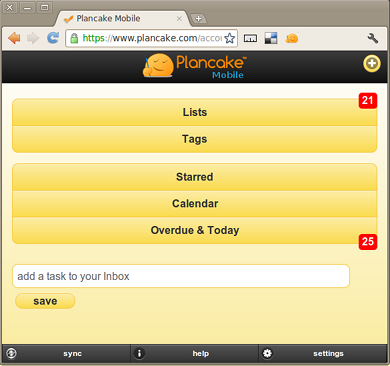 Plancake Mobile
https://www.plancake.com/acco
Plancake™
Mobile
21
Lists
Tags
Starred
Calendar
Overdue & Today
25
add a task to your Inbox
save
sync
help
settings